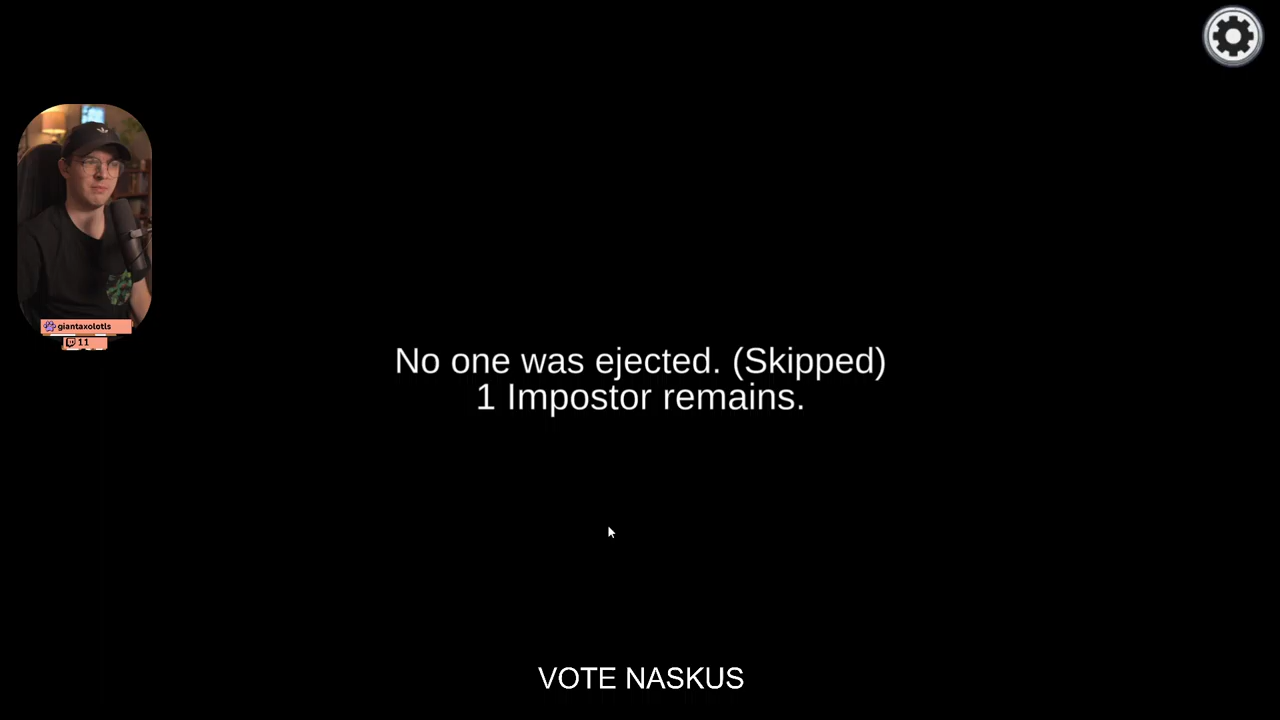 giantaxolotls
11
No one was ejected. (Skipped)
1 Impostor remains.
VOTE NASKUS